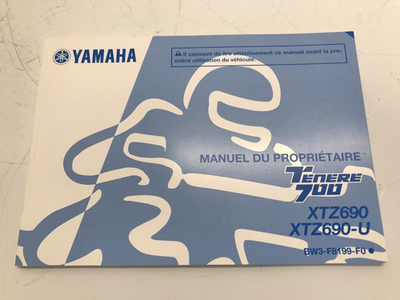 YAMAHA
⚠ Il convient de lire attentivement ce manuel avant la pre-
mière utilisation du véhicule.
MANUEL DU PROPRIÉTAIRE
Ténéré
700
XTZ690
XTZ690-U
BW3-F8199-F0